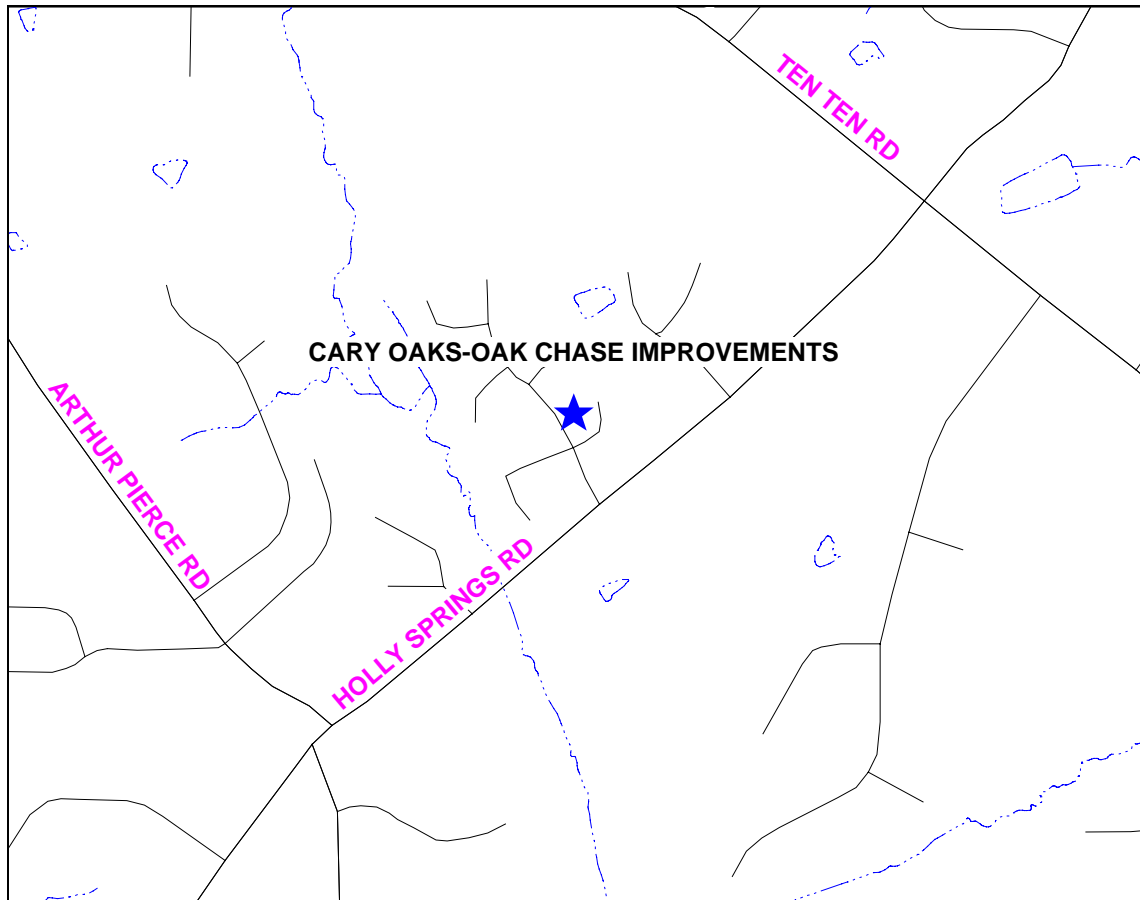 TEN TEN RD
CARY OAKS-OAK CHASE IMPROVEMENTS
ARTHUR PIERCE RD
HOLLY SPRINGS RD